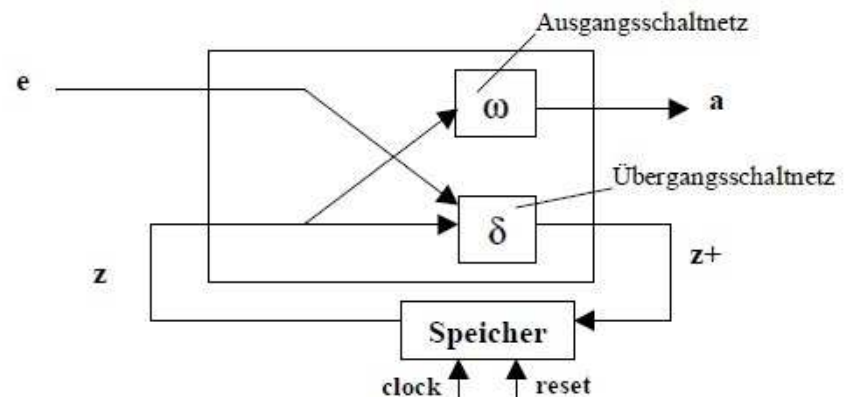 Ausgangsschaltnetz
e
ω
a
Übergangsschaltnetz
δ
z+
z
Speicher
clock
reset